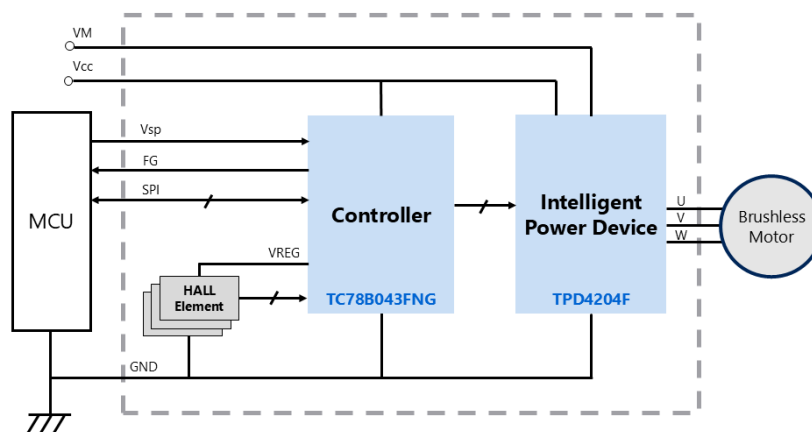 VM
Vcc
Vsp
FG
SPI
MCU
Controller
Intelligent
Power Device
U
V
W
Brushless
Motor
VREG
HALL
Element
TC78B043FNG
TPD4204F
GND